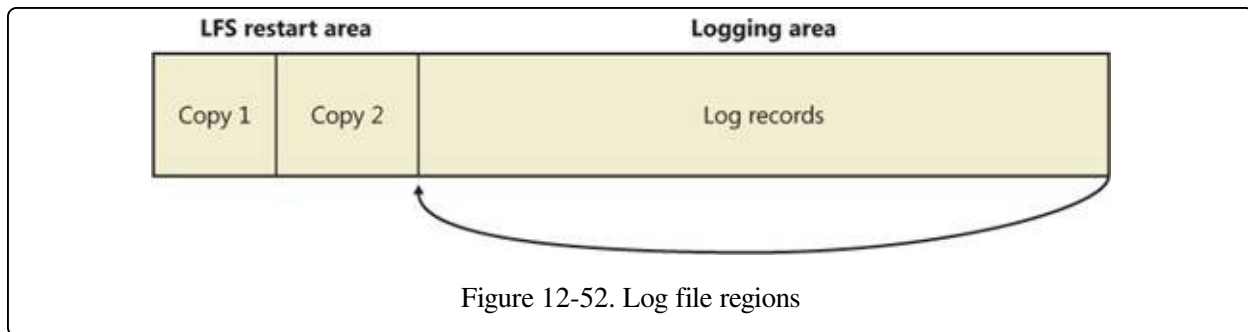 LFS restart area Logging area
Copy 1 Copy 2 Log records
Figure 12-52. Log file regions